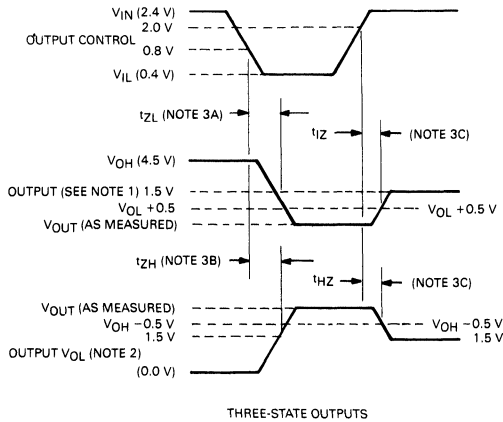 VIN (2.4 V)
2.0 V
OUTPUT CONTROL
0.8 V
VIL (0.4 V)
tZL (NOTE 3A)
tIZ (NOTE 3C)
VOH (4.5 V)
OUTPUT (SEE NOTE 1) 1.5 V
VOL +0.5 VOL +0.5 V
VOUT (AS MEASURED)
tZH (NOTE 3B)
tHZ (NOTE 3C)
VOUT (AS MEASURED)
VOH −0.5 V VOH −0.5 V
1.5 V 1.5 V
OUTPUT VOL (NOTE 2)
(0.0 V)
THREE-STATE OUTPUTS